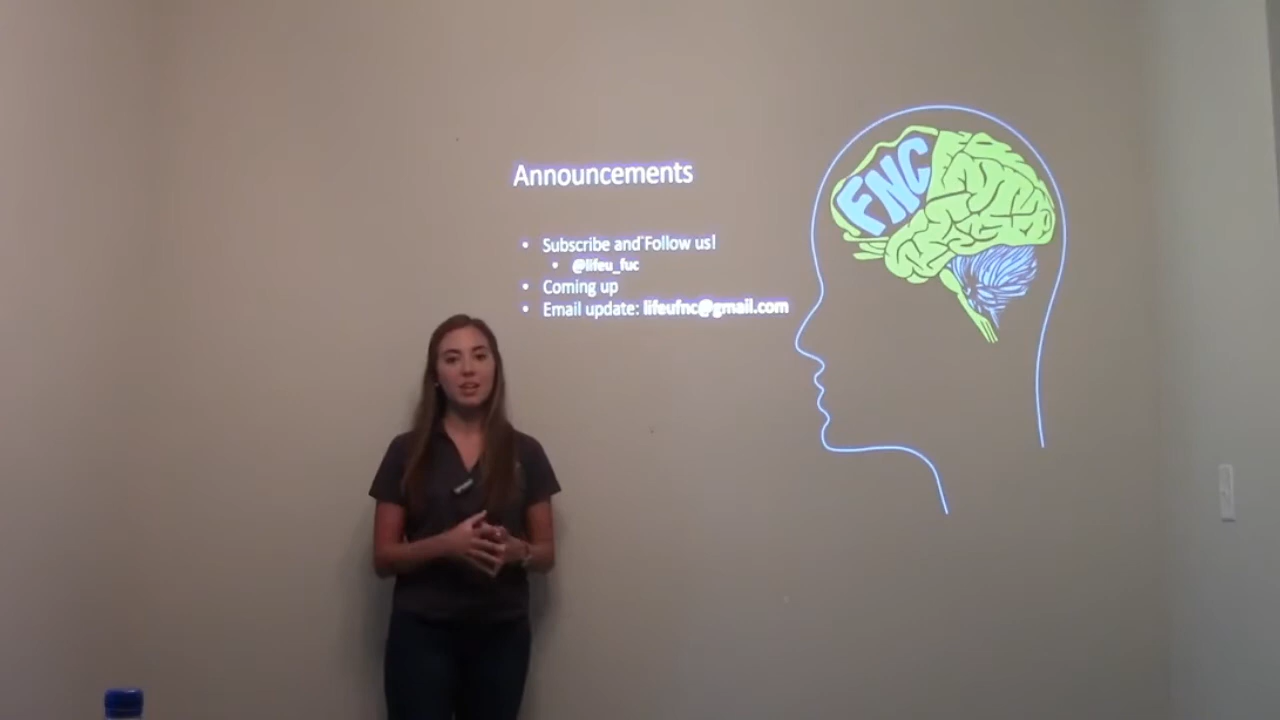 Announcements
FNC
• Subscribe and Follow us!
• @lifeu_fuc
• Coming up
• Email update: lifeufnc@gmail.com